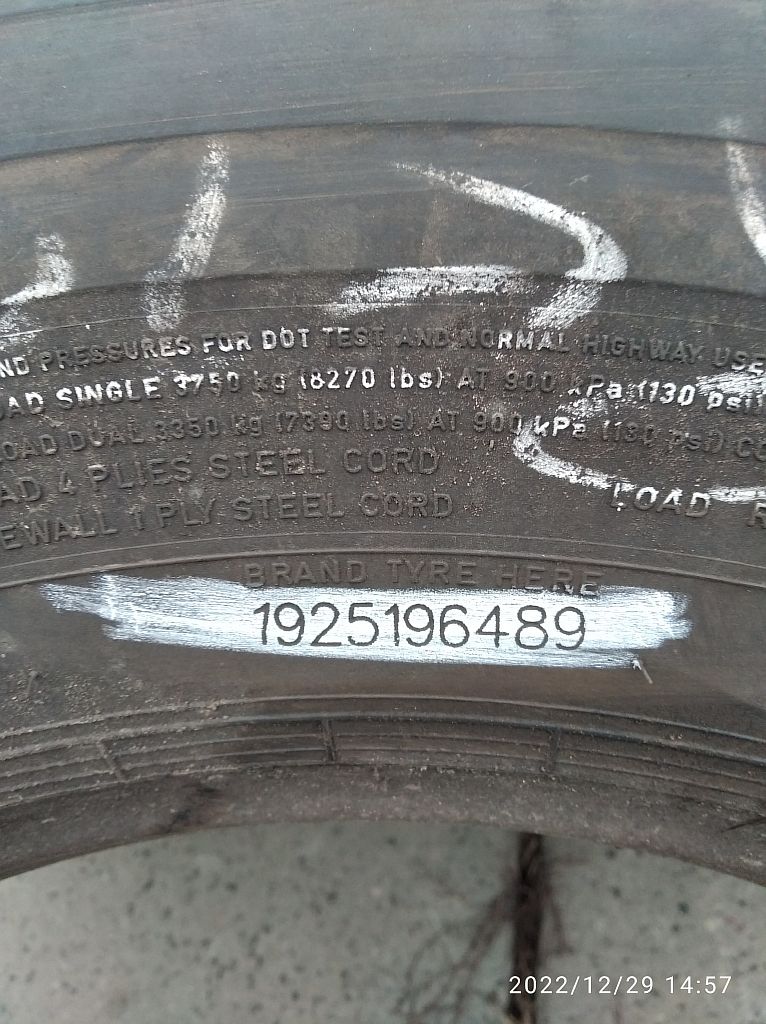 ND PRESSURES FOR DOT TEST AND NORMAL HIGHWAY USE
OAD SINGLE 3750 kg (8270 lbs) AT 900 kPa (130 psi)
LOAD DUAL 3350 kg (7390 lbs) AT 900 kPa (130 psi) CO
AD 4 PLIES STEEL CORD
EWALL 1 PLY STEEL CORD
LOAD R
BRAND TYRE HERE
1925196489
2022/12/29 14:57